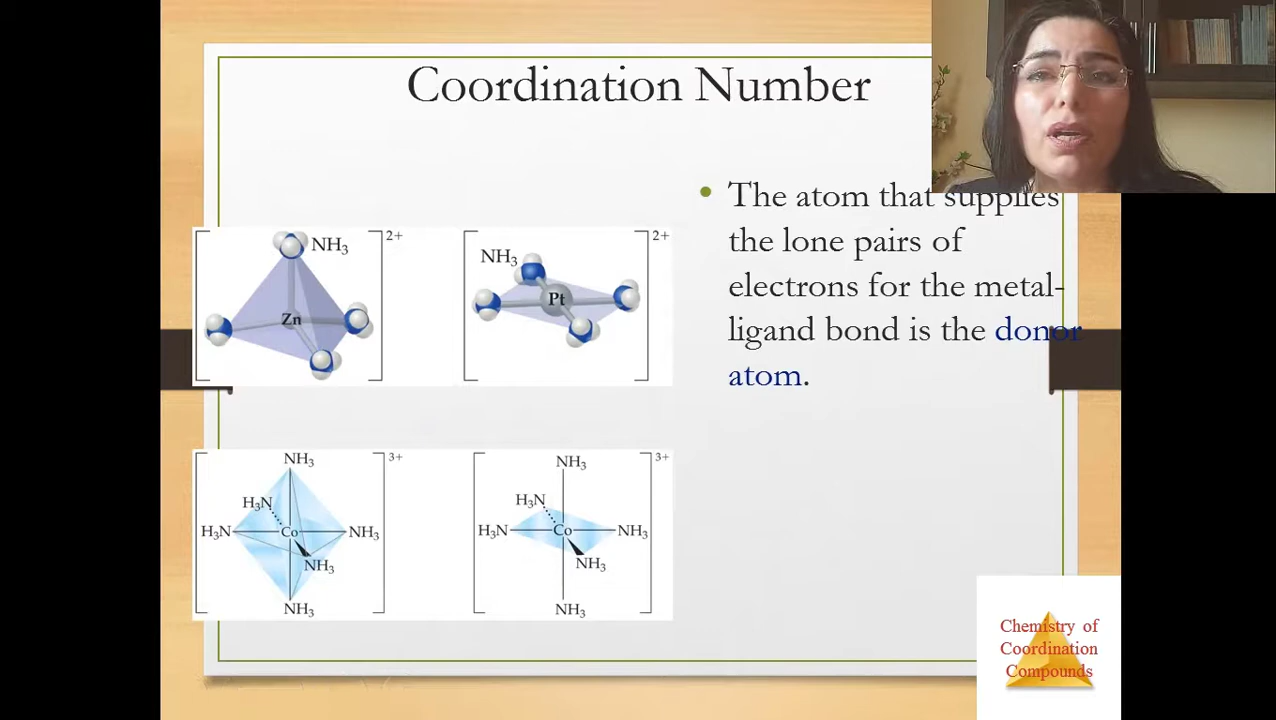 Coordination Number
The atom that supplies
the lone pairs of
electrons for the metal-
ligand bond is the donor
atom.
NH3
2+
Zn
NH3
2+
Pt
NH3
3+
H3N
H3N
Co
NH3
NH3
NH3
NH3
3+
H3N
H3N
Co
NH3
NH3
NH3
Chemistry of
Coordination
Compounds